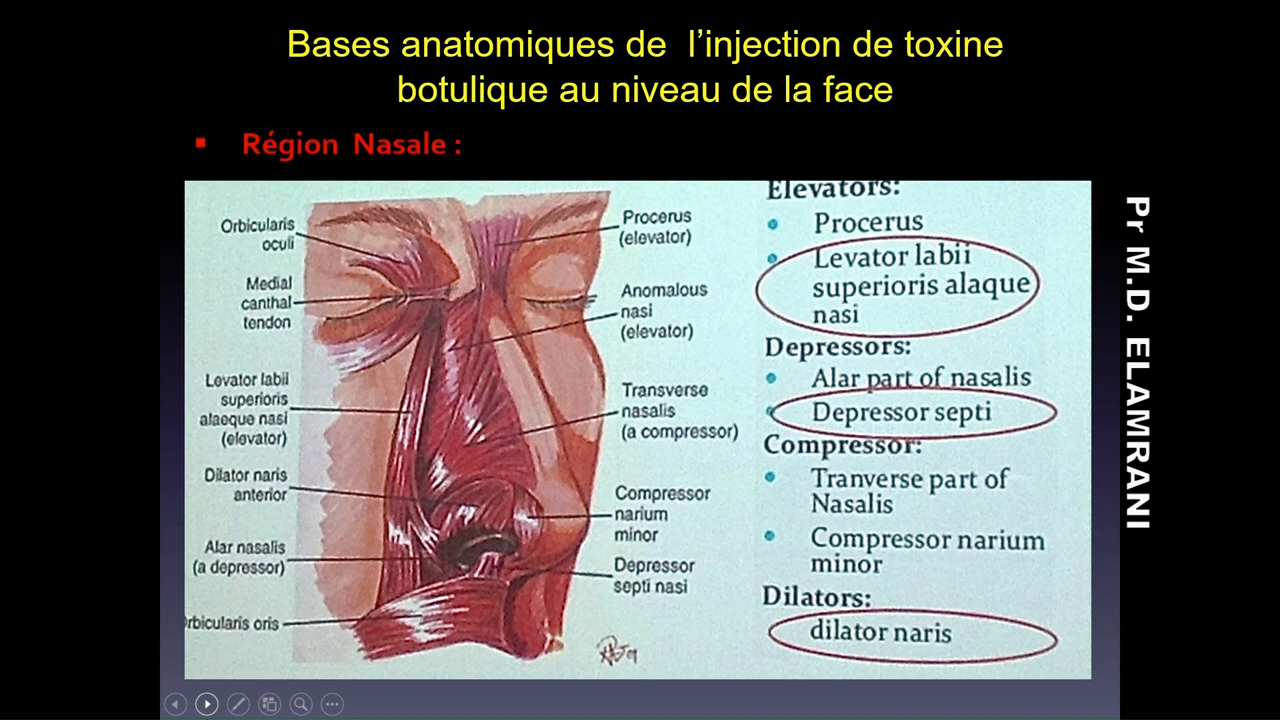 Bases anatomiques de l’injection de toxine
botulique au niveau de la face
▪ Région Nasale :
Orbicularis
oculi
Medial
canthal
tendon
Levator labii
superioris
alaeque nasi
(elevator)
Dilator naris
anterior
Alar nasalis
(a depressor)
rbicularis oris
Procerus
(elevator)
Anomalous
nasi
(elevator)
Transverse
nasalis
(a compressor)
Compressor
narium
minor
Depressor
septi nasi
Elevators:
• Procerus
• Levator labii
superioris alaque
nasi
Depressors:
• Alar part of nasalis
• Depressor septi
Compressor:
• Tranverse part of
Nasalis
• Compressor narium
minor
Dilators:
dilator naris
Pr M.D. ELAMRANI